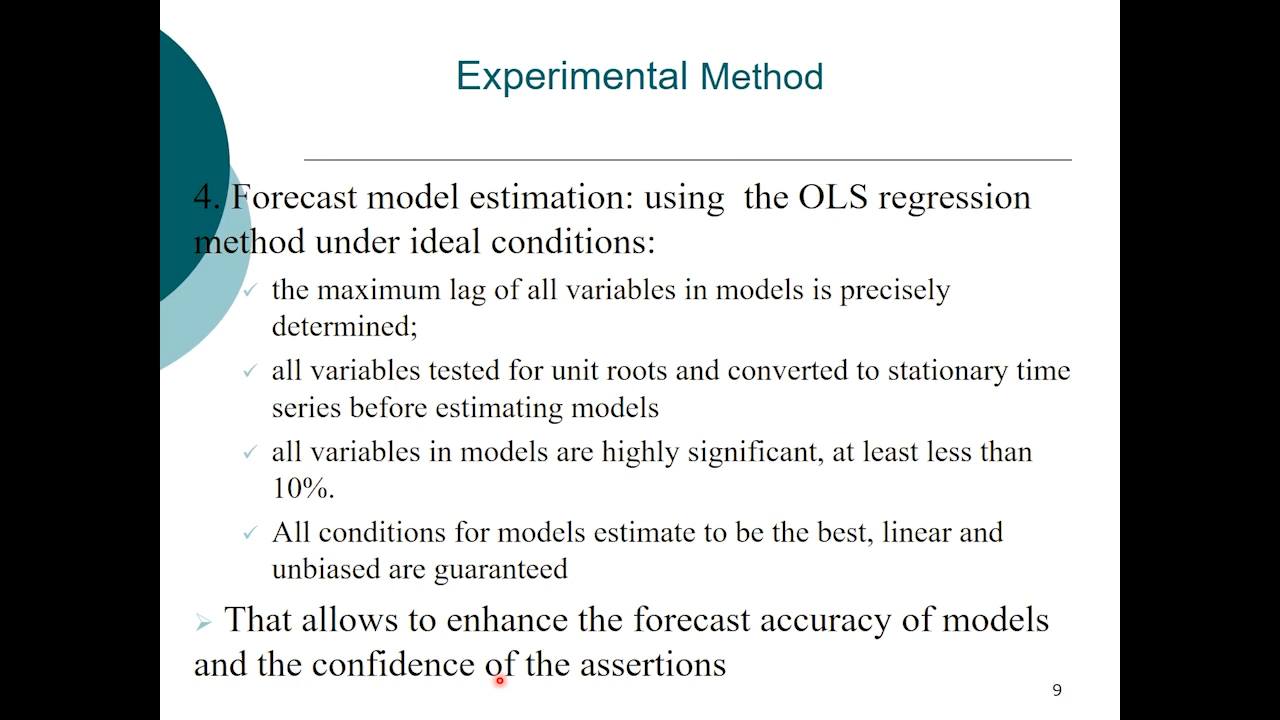 Experimental Method
4. Forecast model estimation: using the OLS regression
method under ideal conditions:
the maximum lag of all variables in models is precisely
determined;
all variables tested for unit roots and converted to stationary time
series before estimating models
all variables in models are highly significant, at least less than
10%.
All conditions for models estimate to be the best, linear and
unbiased are guaranteed
That allows to enhance the forecast accuracy of models
and the confidence of the assertions
9